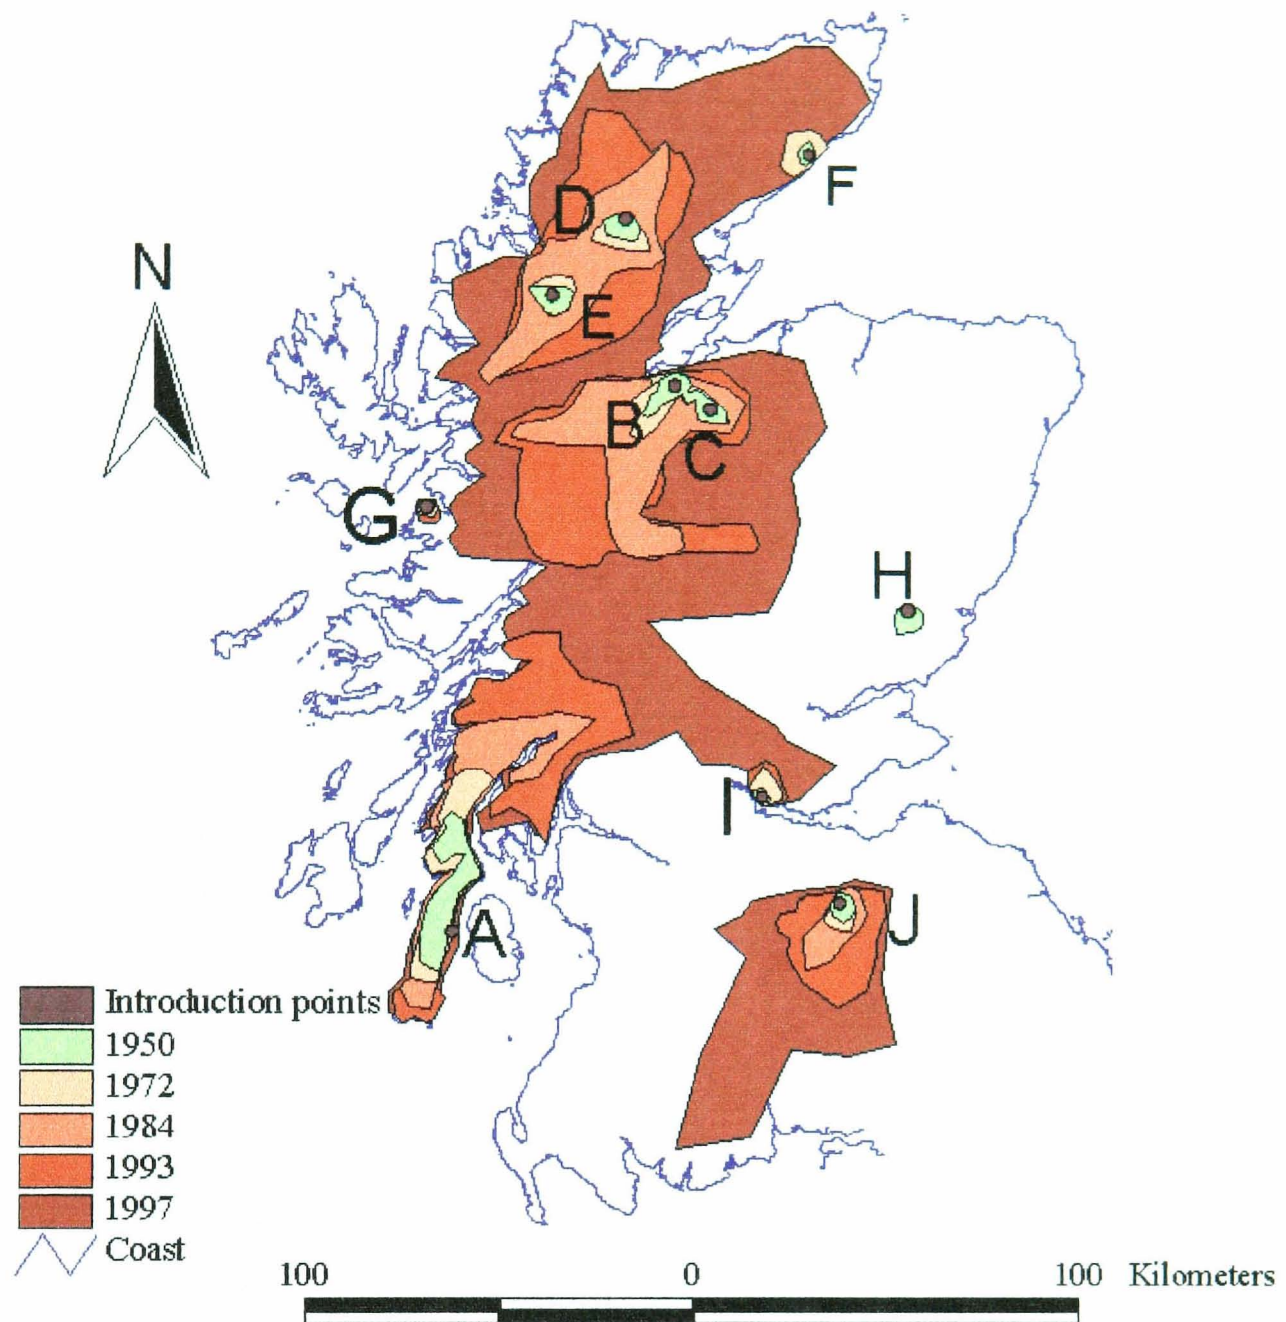 F
D
N
E
B
C
G
H
I
A
J
Introduction points
1950
1972
1984
1993
1997
Coast
100 0 100 Kilometers